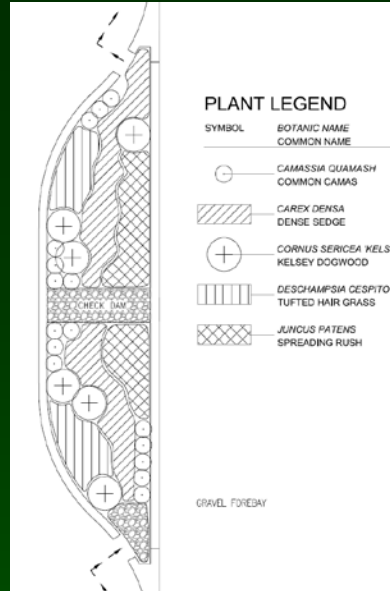 PLANT LEGEND
SYMBOL
BOTANIC NAME
COMMON NAME
CAMASSIA QUAMASH
COMMON CAMAS
CAREX DENSA
DENSE SEDGE
CORNUS SERICEA 'KELS
KELSEY DOGWOOD
DESCHAMPSIA CESPITO
TUFTED HAIR GRASS
JUNCUS PATENS
SPREADING RUSH
CHECK DAM
GRAVEL FOREBAY